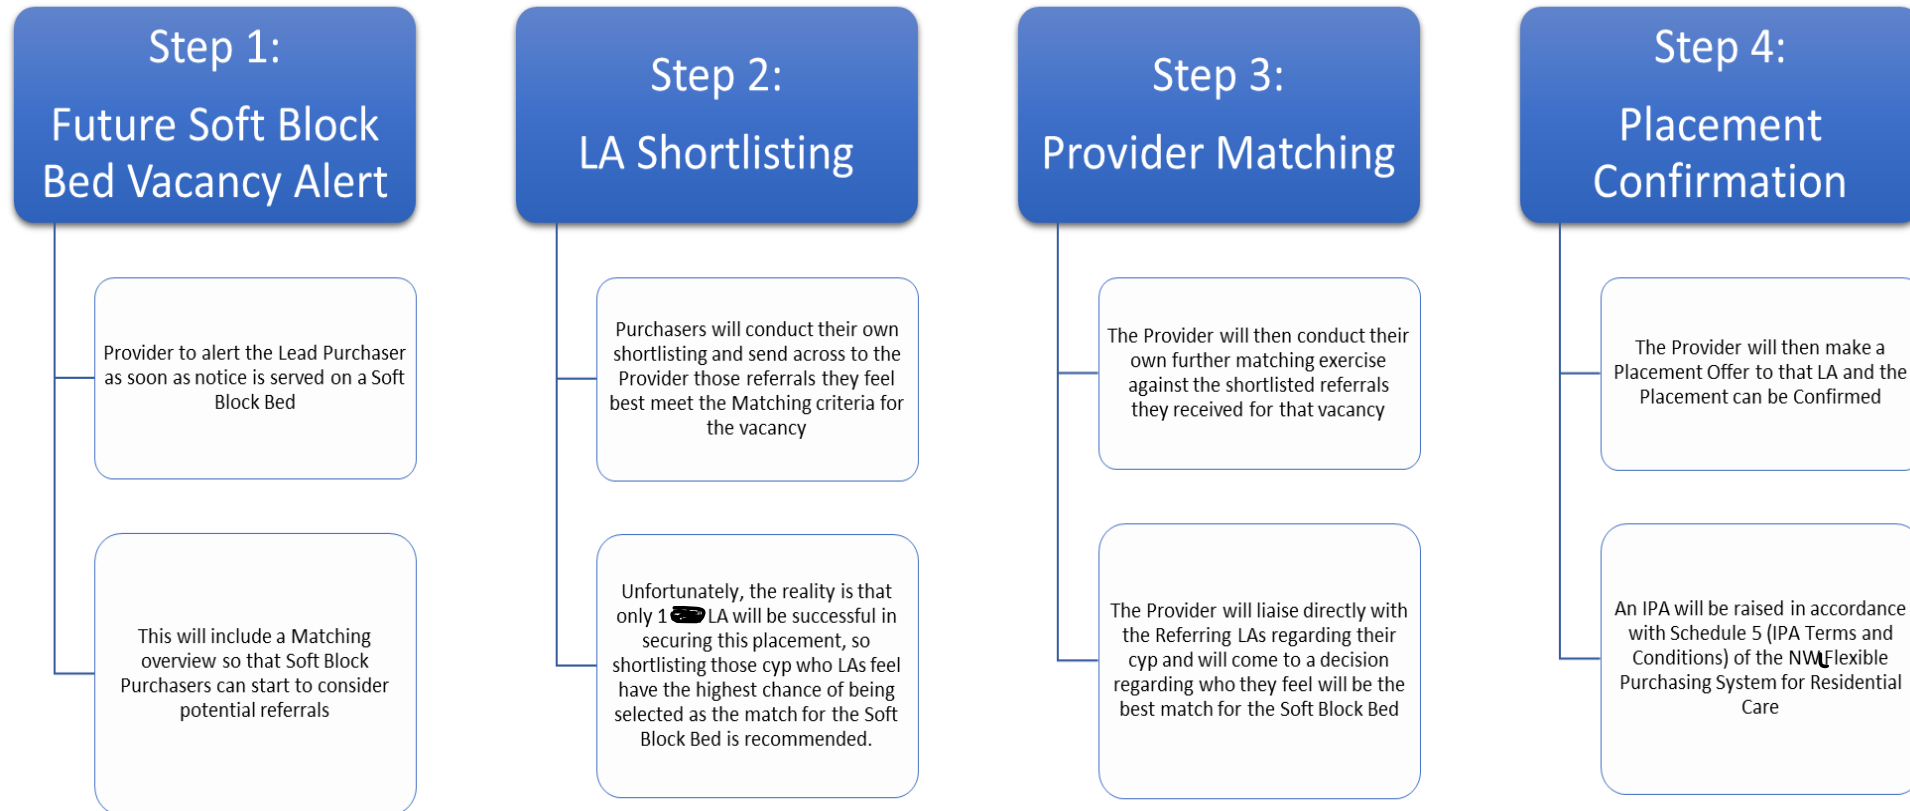 Step 1:
Future Soft Block
Bed Vacancy Alert
Provider to alert the Lead Purchaser
as soon as notice is served on a Soft
Block Bed
This will include a Matching
overview so that Soft Block
Purchasers can start to consider
potential referrals
Step 2:
LA Shortlisting
Purchasers will conduct their own
shortlisting and send across to the
Provider those referrals they feel
best meet the Matching criteria for
the vacancy
Unfortunately, the reality is that
only 1 LA will be successful in
securing this placement, so
shortlisting those cyp who LAs feel
have the highest chance of being
selected as the match for the Soft
Block Bed is recommended.
Step 3:
Provider Matching
The Provider will then conduct their
own further matching exercise
against the shortlisted referrals
they received for that vacancy
The Provider will liaise directly with
the Referring LAs regarding their
cyp and will come to a decision
regarding who they feel will be the
best match for the Soft Block Bed
Step 4:
Placement
Confirmation
The Provider will then make a
Placement Offer to that LA and the
Placement can be Confirmed
An IPA will be raised in accordance
with Schedule 5 (IPA Terms and
Conditions) of the NW Flexible
Purchasing System for Residential
Care